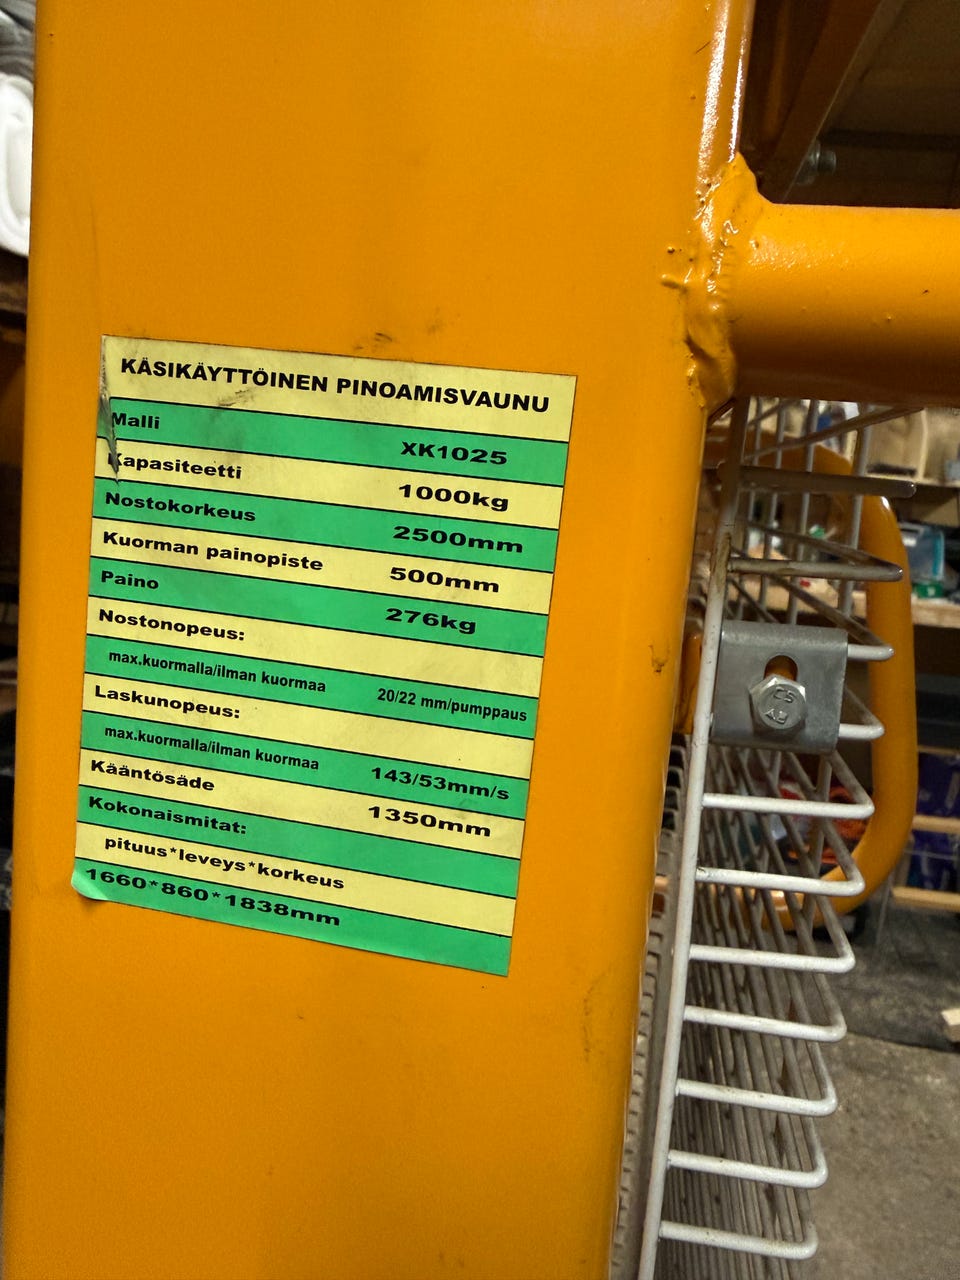 KÄSIKÄYTTÖINEN PINOAMISVAUNU
Malli XK1025
Kapasiteetti 1000kg
Nostokorkeus 2500mm
Kuorman painopiste 500mm
Paino 276kg
Nostonopeus:
max.kuormalla/ilman kuormaa 20/22 mm/pumppaus
Laskunopeus:
max.kuormalla/ilman kuormaa 143/53mm/s
Kääntösäde 1350mm
Kokonaismitat:
pituus*leveys*korkeus
1660*860*1838mm